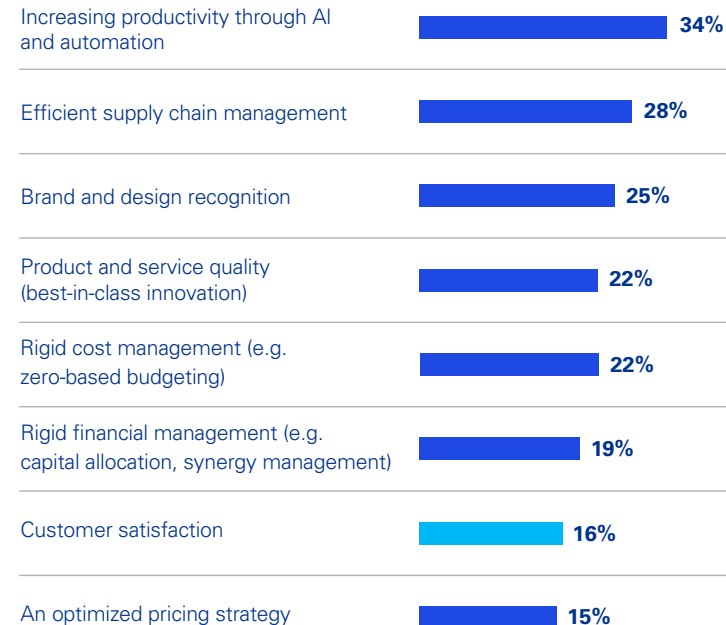 Increasing productivity through AI
and automation
34%
Efficient supply chain management
28%
Brand and design recognition
25%
Product and service quality
(best-in-class innovation)
22%
Rigid cost management (e.g.
zero-based budgeting)
22%
Rigid financial management (e.g.
capital allocation, synergy management)
19%
Customer satisfaction
16%
An optimized pricing strategy
15%